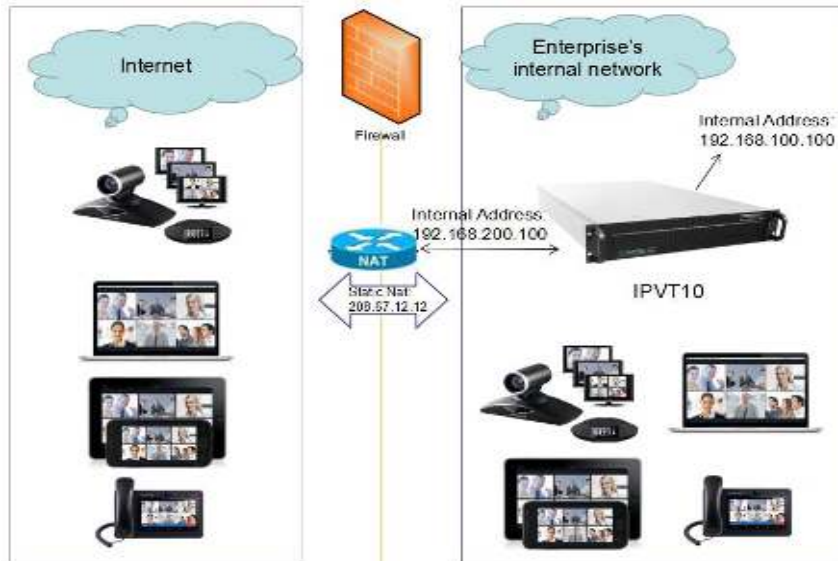 Internet
Firewall
Enterprise's
internal network
Internal Address:
192.168.100.100
Internal Address:
192.168.200.100
NAT
Static Nat:
208.67.12.12
IPVT10